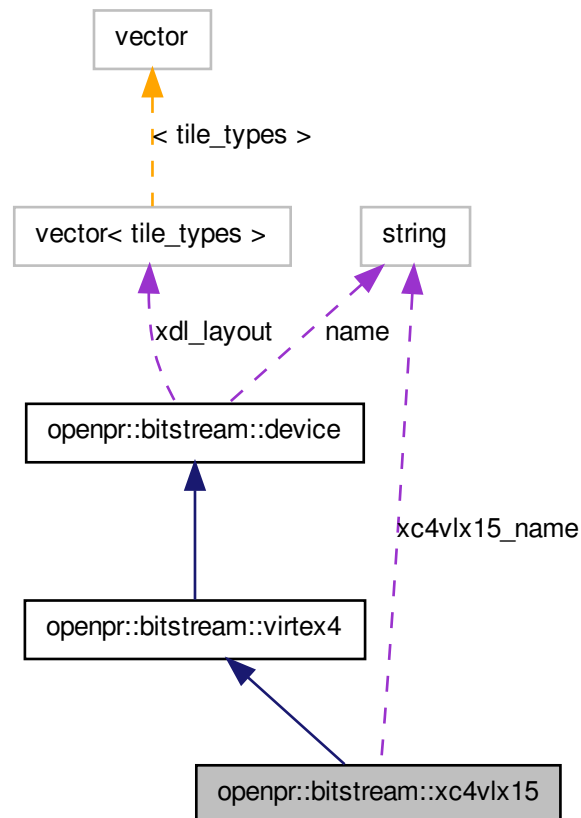 vector
< tile_types >
vector< tile_types >
string
xdl_layout
name
openpr::bitstream::device
xc4vlx15_name
openpr::bitstream::virtex4
openpr::bitstream::xc4vlx15